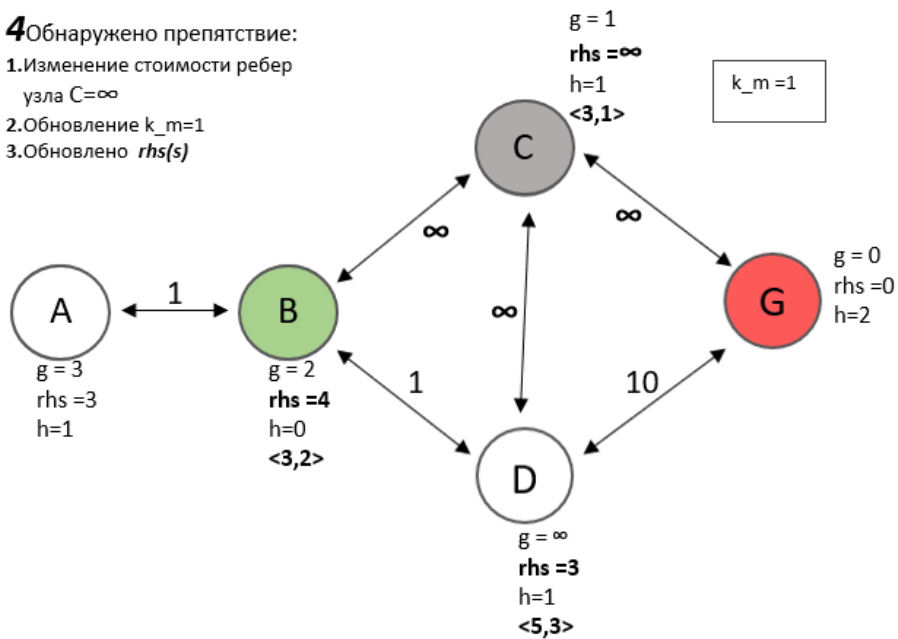 4Обнаружено препятствие:
1.Изменение стоимости ребер
узла C=∞
2.Обновление k_m=1
3.Обновлено rhs(s)
g = 1
rhs =∞
h=1
<3,1>
k_m =1
C
∞
∞
∞
A
1
B
G
g = 0
rhs =0
h=2
g = 3
rhs =3
h=1
g = 2
rhs =4
h=0
<3,2>
1
10
D
g = ∞
rhs =3
h=1
<5,3>